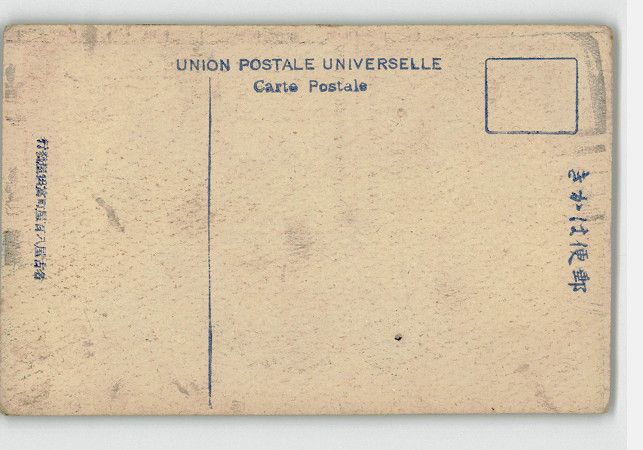 UNION POSTALE UNIVERSELLE
Carte Postale
きかは便郵